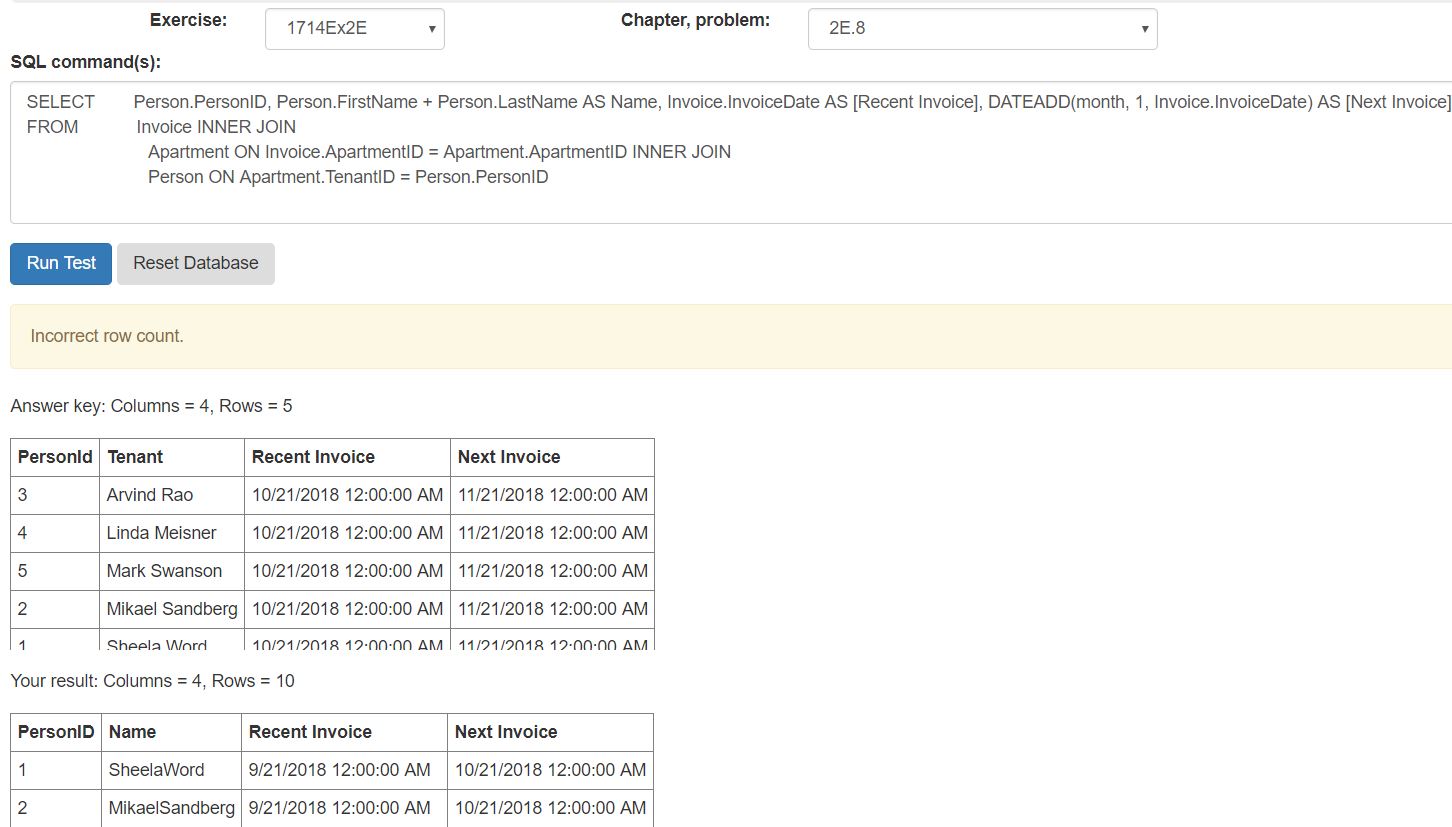 Exercise: 1714Ex2E Chapter, problem: 2E.8
SQL command(s):
SELECT Person.PersonID, Person.FirstName + Person.LastName AS Name, Invoice.InvoiceDate AS [Recent Invoice], DATEADD(month, 1, Invoice.InvoiceDate) AS [Next Invoice]
FROM Invoice INNER JOIN
Apartment ON Invoice.ApartmentID = Apartment.ApartmentID INNER JOIN
Person ON Apartment.TenantID = Person.PersonID
Run Test Reset Database
Incorrect row count.
Answer key: Columns = 4, Rows = 5
PersonId Tenant Recent Invoice Next Invoice
3 Arvind Rao 10/21/2018 12:00:00 AM 11/21/2018 12:00:00 AM
4 Linda Meisner 10/21/2018 12:00:00 AM 11/21/2018 12:00:00 AM
5 Mark Swanson 10/21/2018 12:00:00 AM 11/21/2018 12:00:00 AM
2 Mikael Sandberg 10/21/2018 12:00:00 AM 11/21/2018 12:00:00 AM
1 Sheela Word 10/21/2018 12:00:00 AM 11/21/2018 12:00:00 AM
Your result: Columns = 4, Rows = 10
PersonID Name Recent Invoice Next Invoice
1 SheelaWord 9/21/2018 12:00:00 AM 10/21/2018 12:00:00 AM
2 MikaelSandberg 9/21/2018 12:00:00 AM 10/21/2018 12:00:00 AM